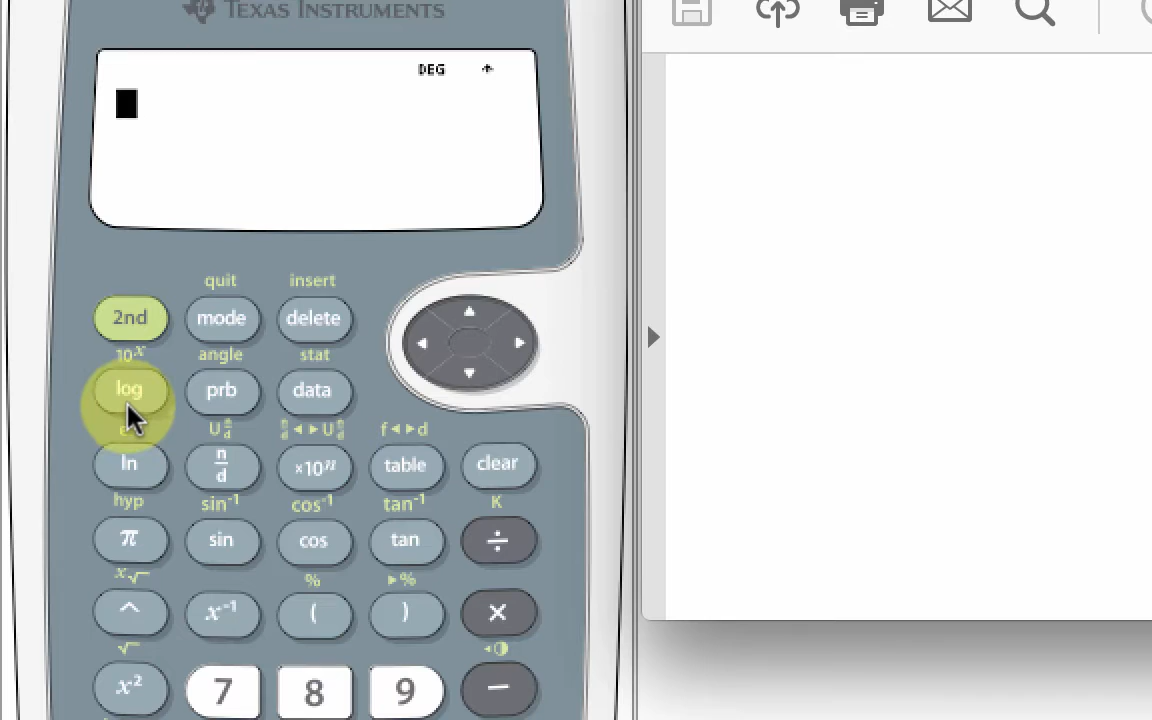 TEXAS INSTRUMENTS
DEG
quit insert
2nd mode delete
10^x angle stat
log prb data
f◄►d
ln n/d ×10^n table clear
hyp sin⁻¹ cos⁻¹ tan⁻¹ K
π sin cos tan ÷
x√ % ►%
^ x⁻¹ ( ) ×
√
x² 7 8 9 −